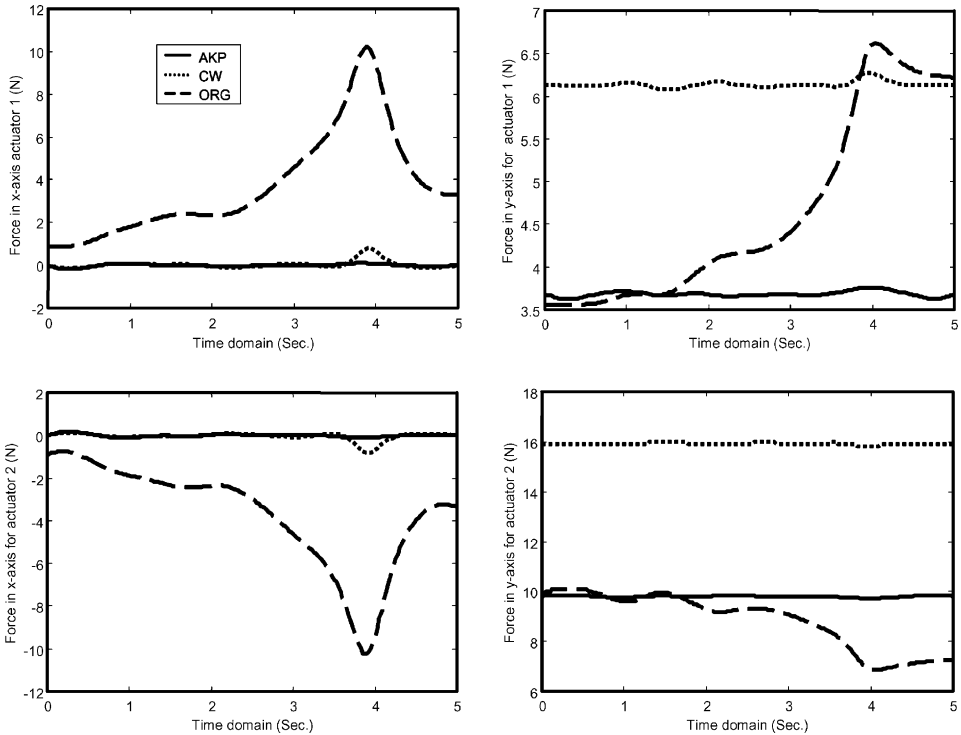 12
10
8
6
4
2
0
-2
Force in x-axis actuator 1 (N)
AKP
CW
ORG
0 1 2 3 4 5
Time domain (Sec.)
7
6.5
6
5.5
5
4.5
4
3.5
Force in y-axis for actuator 1 (N)
0 1 2 3 4 5
Time domain (Sec.)
2
0
-2
-4
-6
-8
-10
-12
Force in x-axis for actuator 2 (N)
0 1 2 3 4 5
Time domain (Sec.)
18
16
14
12
10
8
6
Force in y-axis for actuator 2 (N)
0 1 2 3 4 5
Time domain (Sec.)